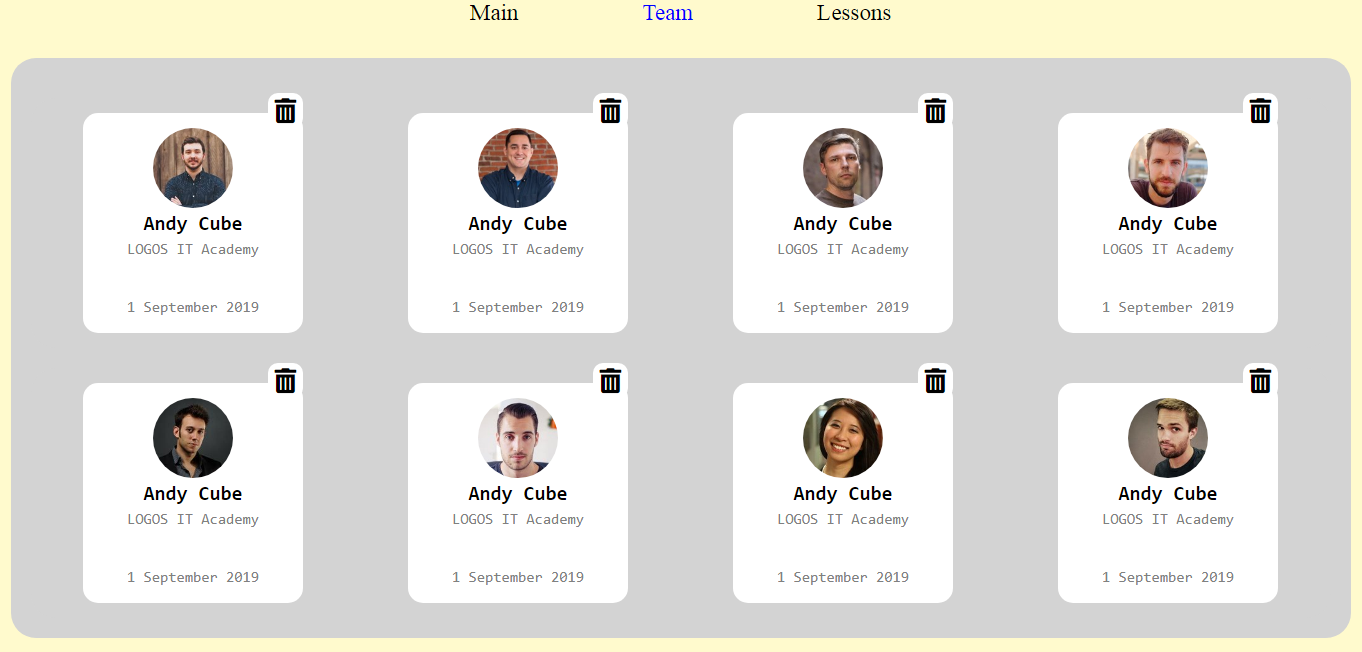 Main Team Lessons
Andy Cube Andy Cube Andy Cube Andy Cube
LOGOS IT Academy LOGOS IT Academy LOGOS IT Academy LOGOS IT Academy
1 September 2019 1 September 2019 1 September 2019 1 September 2019
Andy Cube Andy Cube Andy Cube Andy Cube
LOGOS IT Academy LOGOS IT Academy LOGOS IT Academy LOGOS IT Academy
1 September 2019 1 September 2019 1 September 2019 1 September 2019